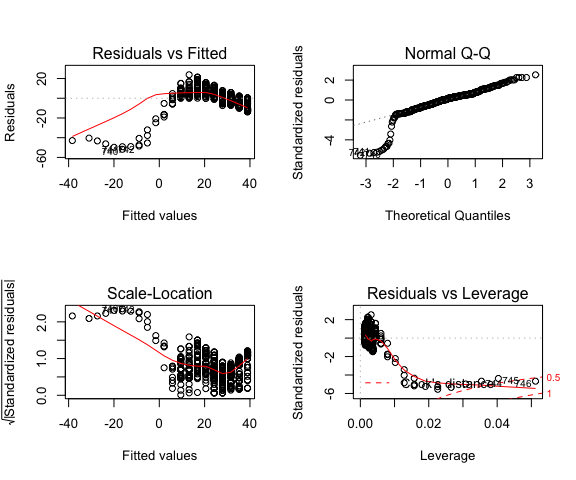 Residuals vs Fitted
Residuals
20
-20
-60
-40
-20
0
20
40
Fitted values
Normal Q-Q
Standardized residuals
2
0
-4
-3
-2
-1
0
1
2
3
Theoretical Quantiles
Scale-Location
√|Standardized residuals|
2.0
1.0
0.0
-40
-20
0
20
40
Fitted values
Residuals vs Leverage
Standardized residuals
2
-2
-6
Cook's distance
745
746
0.5
1
0.00
0.02
0.04
Leverage